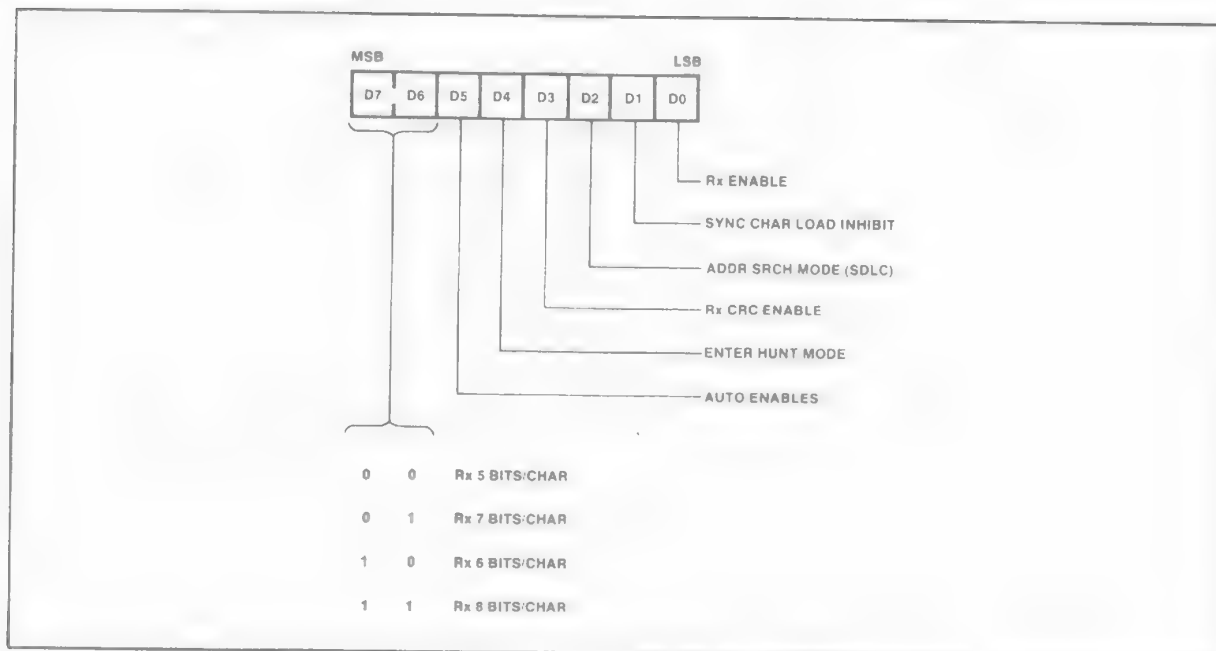 MSB LSB
D7 D6 D5 D4 D3 D2 D1 D0
Rx ENABLE
SYNC CHAR LOAD INHIBIT
ADDR SRCH MODE (SDLC)
Rx CRC ENABLE
ENTER HUNT MODE
AUTO ENABLES
0 0 Rx 5 BITS/CHAR
0 1 Rx 7 BITS/CHAR
1 0 Rx 6 BITS/CHAR
1 1 Rx 8 BITS/CHAR